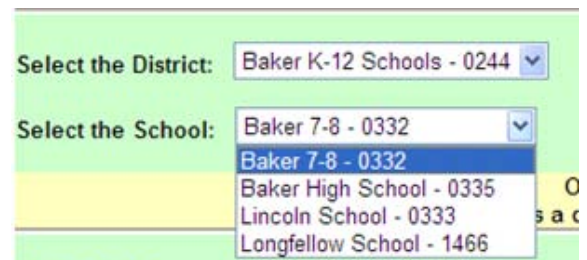 Select the District: Baker K-12 Schools - 0244
Select the School: Baker 7-8 - 0332
Baker 7-8 - 0332
Baker High School - 0335
Lincoln School - 0333
Longfellow School - 1466